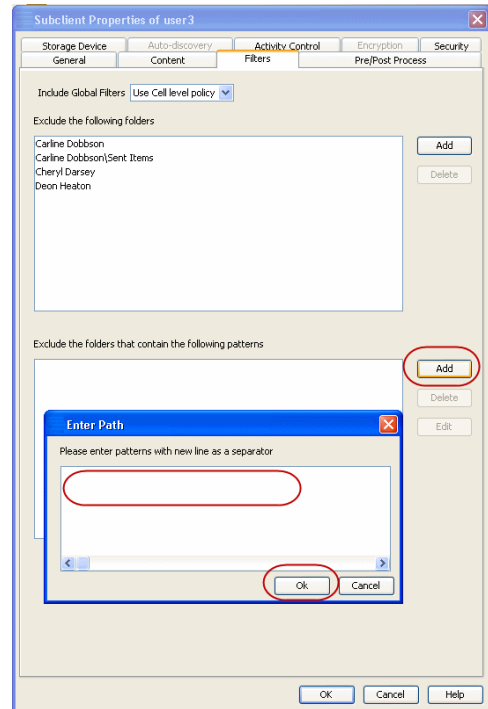 Subclient Properties of user3
Storage Device Auto-discovery Activity Control Encryption Security
General Content Filters Pre/Post Process
Include Global Filters Use Cell level policy
Exclude the following folders
Carline Dobbson
Carline Dobbson\Sent Items
Cheryl Darsey
Deon Heaton
Add
Delete
Exclude the folders that contain the following patterns
Add
Delete
Edit
Enter Path
Please enter patterns with new line as a separator
Ok Cancel
OK Cancel Help